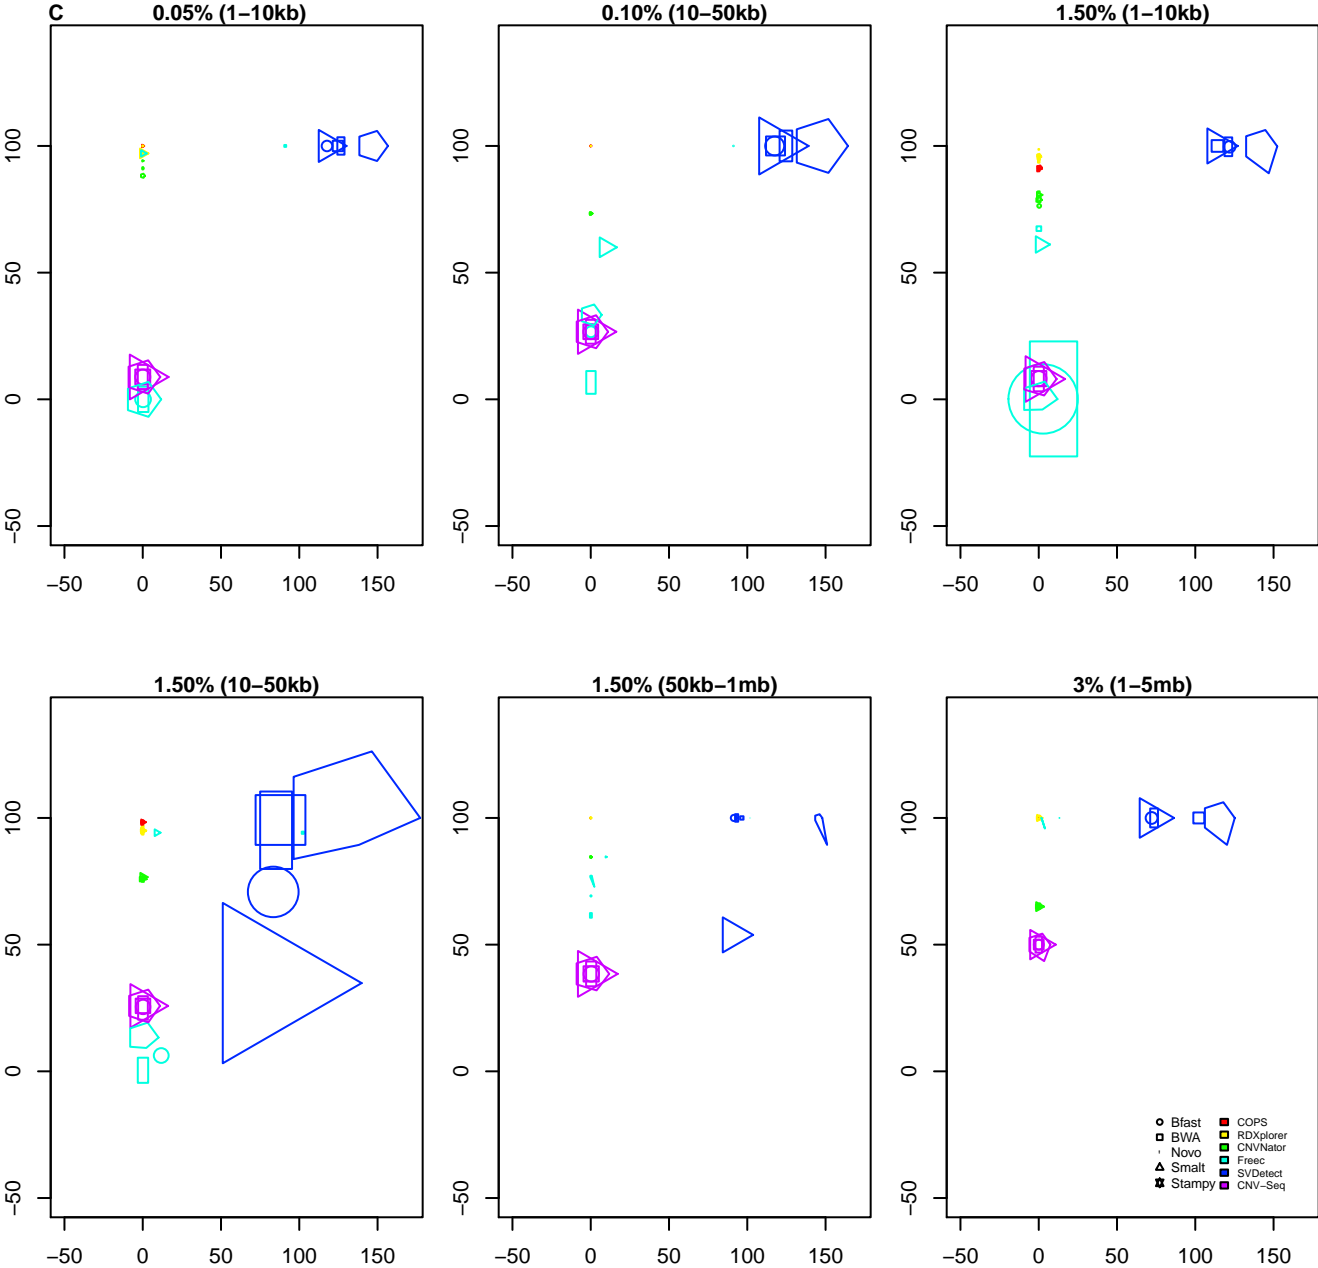 C
0.05% (1−10kb)
0.10% (10−50kb)
1.50% (1−10kb)
100
50
0
−50
−50 0 50 100 150
100
50
0
−50
−50 0 50 100 150
100
50
0
−50
−50 0 50 100 150
1.50% (10−50kb)
1.50% (50kb−1mb)
3% (1−5mb)
100
50
0
−50
−50 0 50 100 150
100
50
0
−50
−50 0 50 100 150
100
50
0
−50
−50 0 50 100 150
Bfast
BWA
Novo
Smalt
Stampy
COPS
RDXplorer
CNVNator
Freec
SVDetect
CNV−Seq